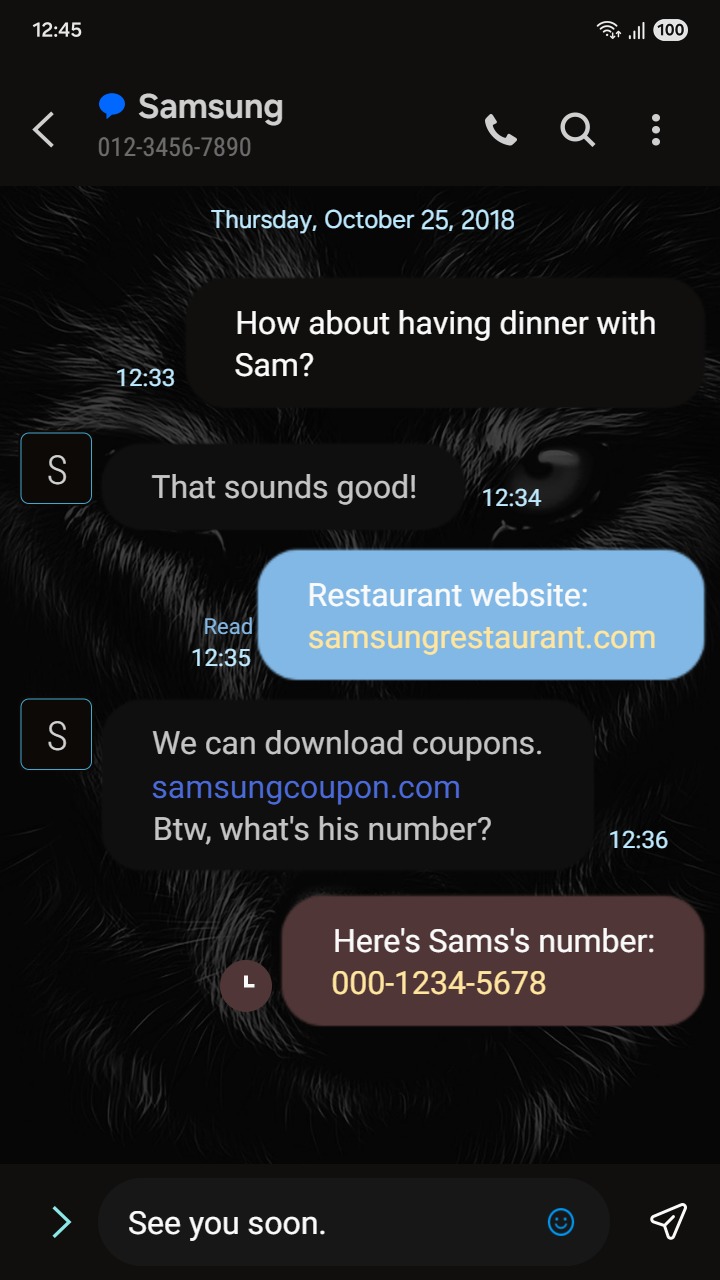 12:45
100
Samsung
012-3456-7890
Thursday, October 25, 2018
How about having dinner with
Sam?
12:33
S
That sounds good!
12:34
Restaurant website:
samsungrestaurant.com
Read
12:35
S
We can download coupons.
samsungcoupon.com
Btw, what's his number?
12:36
Here's Sams's number:
000-1234-5678
See you soon.